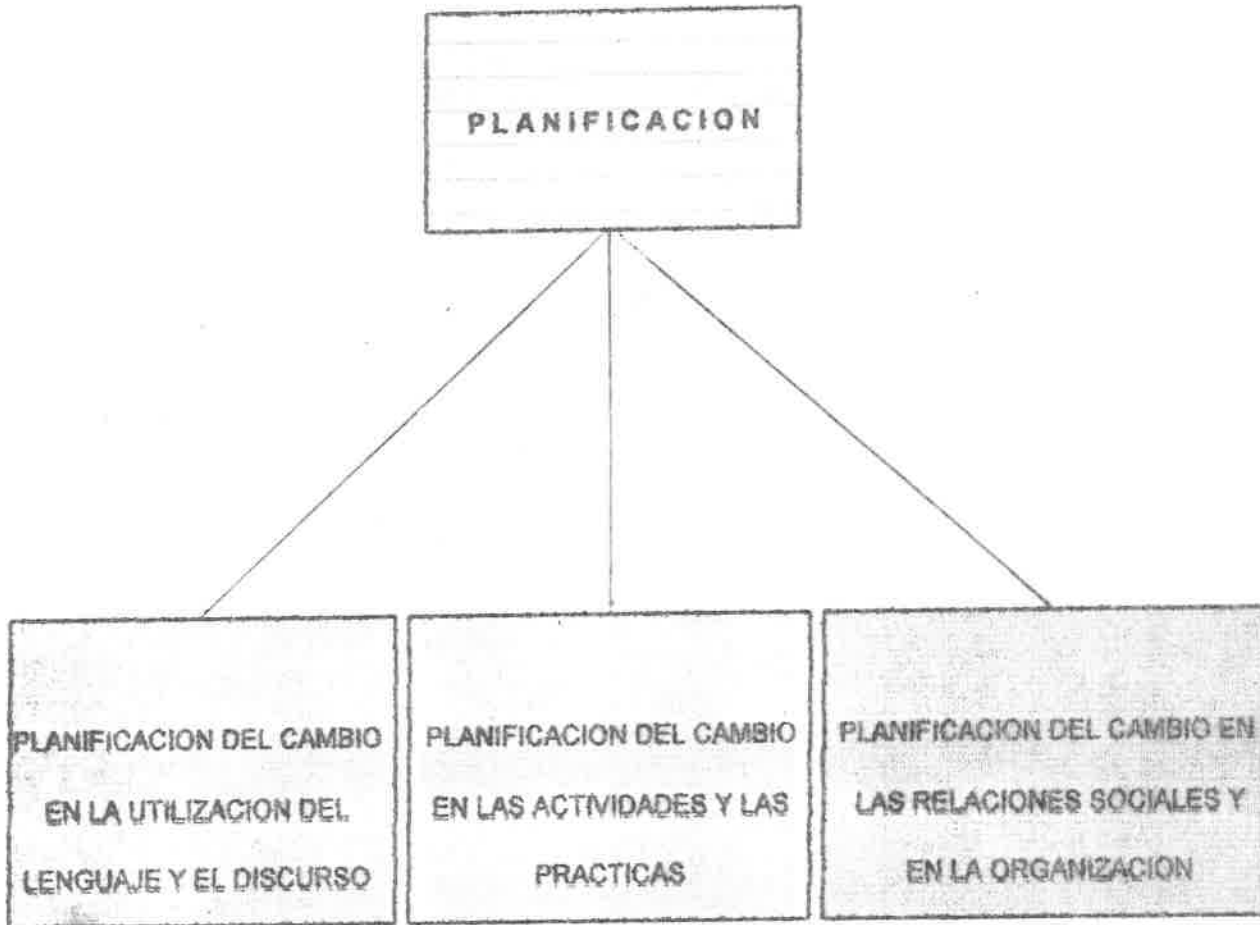 PLANIFICACION
PLANIFICACION DEL CAMBIO
EN LA UTILIZACION DEL
LENGUAJE Y EL DISCURSO
PLANIFICACION DEL CAMBIO
EN LAS ACTIVIDADES Y LAS
PRACTICAS
PLANIFICACION DEL CAMBIO EN
LAS RELACIONES SOCIALES Y
EN LA ORGANIZACION